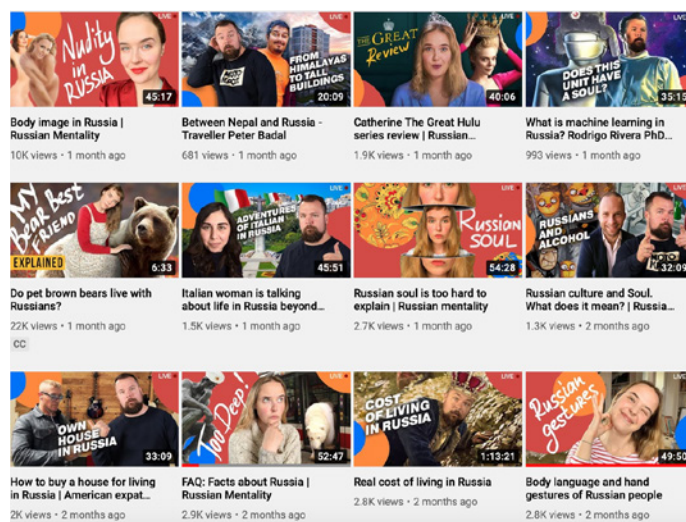 LIVE
Nudity
in
RUSSIA
45:17
Body image in Russia |
Russian Mentality
10K views • 1 month ago
LIVE
FROM
HIMALAYAS
TO TALL
BUILDINGS
20:09
Between Nepal and Russia -
Traveller Peter Badal
681 views • 1 month ago
LIVE
THE GREAT
Review
40:06
Catherine The Great Hulu
series review | Russian...
1.9K views • 1 month ago
LIVE
DOES THIS
UNIT HAVE
A SOUL?
35:15
What is machine learning in
Russia? Rodrigo Rivera PhD...
993 views • 1 month ago
MY
Bear Best
FRIEND
EXPLAINED
6:33
Do pet brown bears live with
Russians?
22K views • 1 month ago
CC
ADVENTURES
OF ITALIAN
IN RUSSIA
45:51
Italian woman is talking
about life in Russia beyond...
1.5K views • 1 month ago
LIVE
Russian
SOUL
54:28
Russian soul is too hard to
explain | Russian mentality
2.7K views • 1 month ago
LIVE
RUSSIANS
AND
ALCOHOL
32:09
Russian culture and Soul.
What does it mean? | Russia...
1.3K views • 2 months ago
LIVE
OWN
HOUSE
IN RUSSIA
33:09
How to buy a house for living
in Russia | American expat...
2K views • 2 months ago
LIVE
Too Deep!
52:47
FAQ: Facts about Russia |
Russian Mentality
2.9K views • 2 months ago
LIVE
COST
OF LIVING
IN RUSSIA
1:13:21
Real cost of living in Russia
2.8K views • 2 months ago
LIVE
Russian
gestures
49:50
Body language and hand
gestures of Russian people
2.8K views • 2 months ago